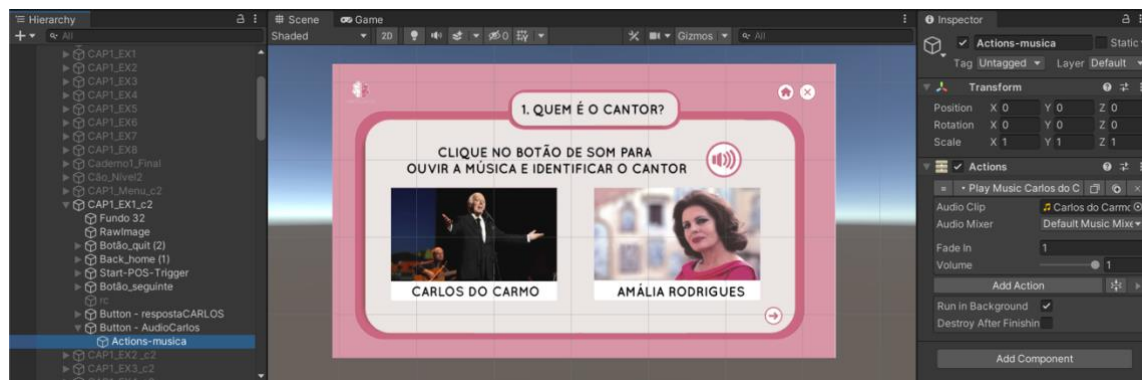 Hierarchy
All
CAP1_EX1
CAP1_EX2
CAP1_EX3
CAP1_EX4
CAP1_EX5
CAP1_EX6
CAP1_EX7
CAP1_EX8
Caderno1_Final
Cão_Nível2
CAP1_Menu_c2
CAP1_EX1_c2
Fundo 32
RawImage
Botão_quit (2)
Back_home (1)
Start-POS-Trigger
Botão_seguinte
rc
Button - respostaCARLOS
Button - AudioCarlos
Actions-musica
CAP1_EX2_c2
CAP1_EX3_c2
Scene Game
Shaded 2D 0 Gizmos All
1. QUEM É O CANTOR?
CLIQUE NO BOTÃO DE SOM PARA
OUVIR A MÚSICA E IDENTIFICAR O CANTOR
CARLOS DO CARMO
AMÁLIA RODRIGUES
Inspector
Actions-musica Static
Tag Untagged Layer Default
Transform
Position X 0 Y 0 Z 0
Rotation X 0 Y 0 Z 0
Scale X 1 Y 1 Z 1
Actions
Play Music Carlos do C
Audio Clip Carlos do Carmo
Audio Mixer Default Music Mixe
Fade In 1
Volume 1
Add Action
Run in Background
Destroy After Finishin
Add Component